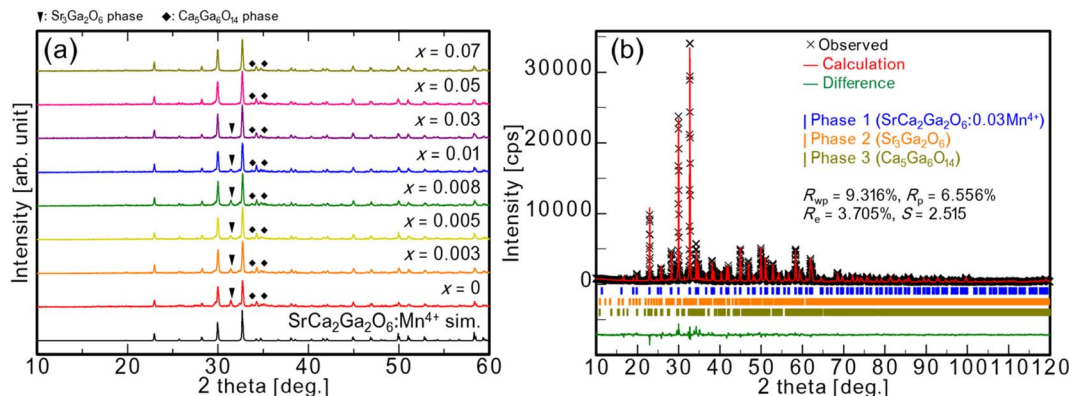 ▼: Sr₃Ga₂O₆ phase ◆: Ca₅Ga₆O₁₄ phase
(a)
x = 0.07
x = 0.05
x = 0.03
x = 0.01
x = 0.008
x = 0.005
x = 0.003
x = 0
SrCa₂Ga₂O₆:Mn⁴⁺ sim.
Intensity [arb. unit]
10 20 30 40 50 60
2 theta [deg.]
(b)
× Observed
Calculation
Difference
Phase 1 (SrCa₂Ga₂O₆:0.03Mn⁴⁺)
Phase 2 (Sr₃Ga₂O₆)
Phase 3 (Ca₅Ga₆O₁₄)
Rwp = 9.316%, Rp = 6.556%
Re = 3.705%, S = 2.515
Intensity [cps]
30000
20000
10000
0
10 20 30 40 50 60 70 80 90 100 110 120
2 theta [deg.]